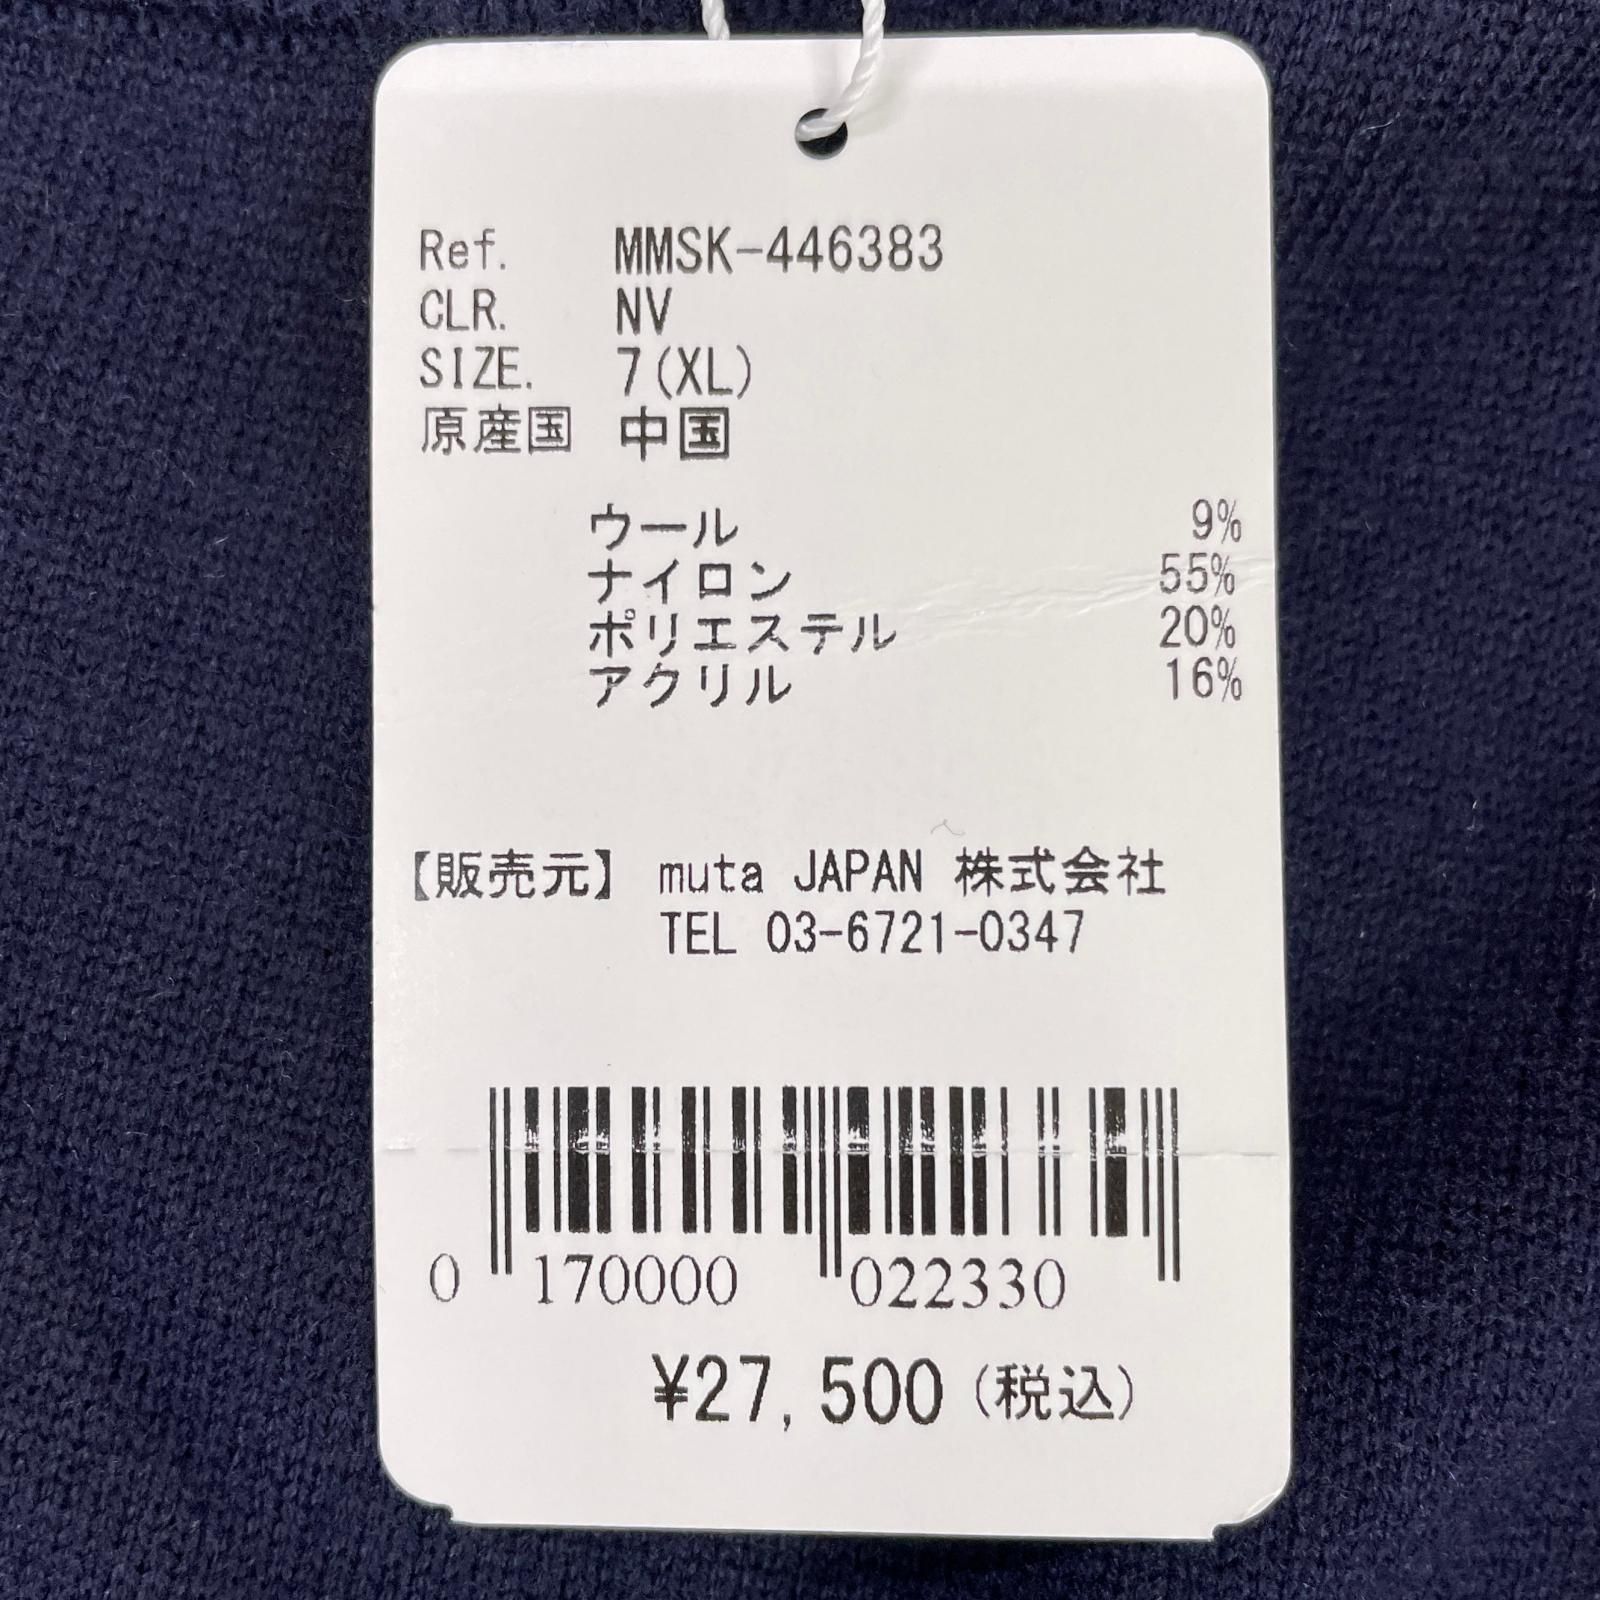 Ref. MMSK-446383
CLR. NV
SIZE. 7(XL)
原産国 中国
ウール 9%
ナイロン 55%
ポリエステル 20%
アクリル 16%
【販売元】 muta JAPAN 株式会社
TEL 03-6721-0347
0 170000 022330
¥27,500(税込)